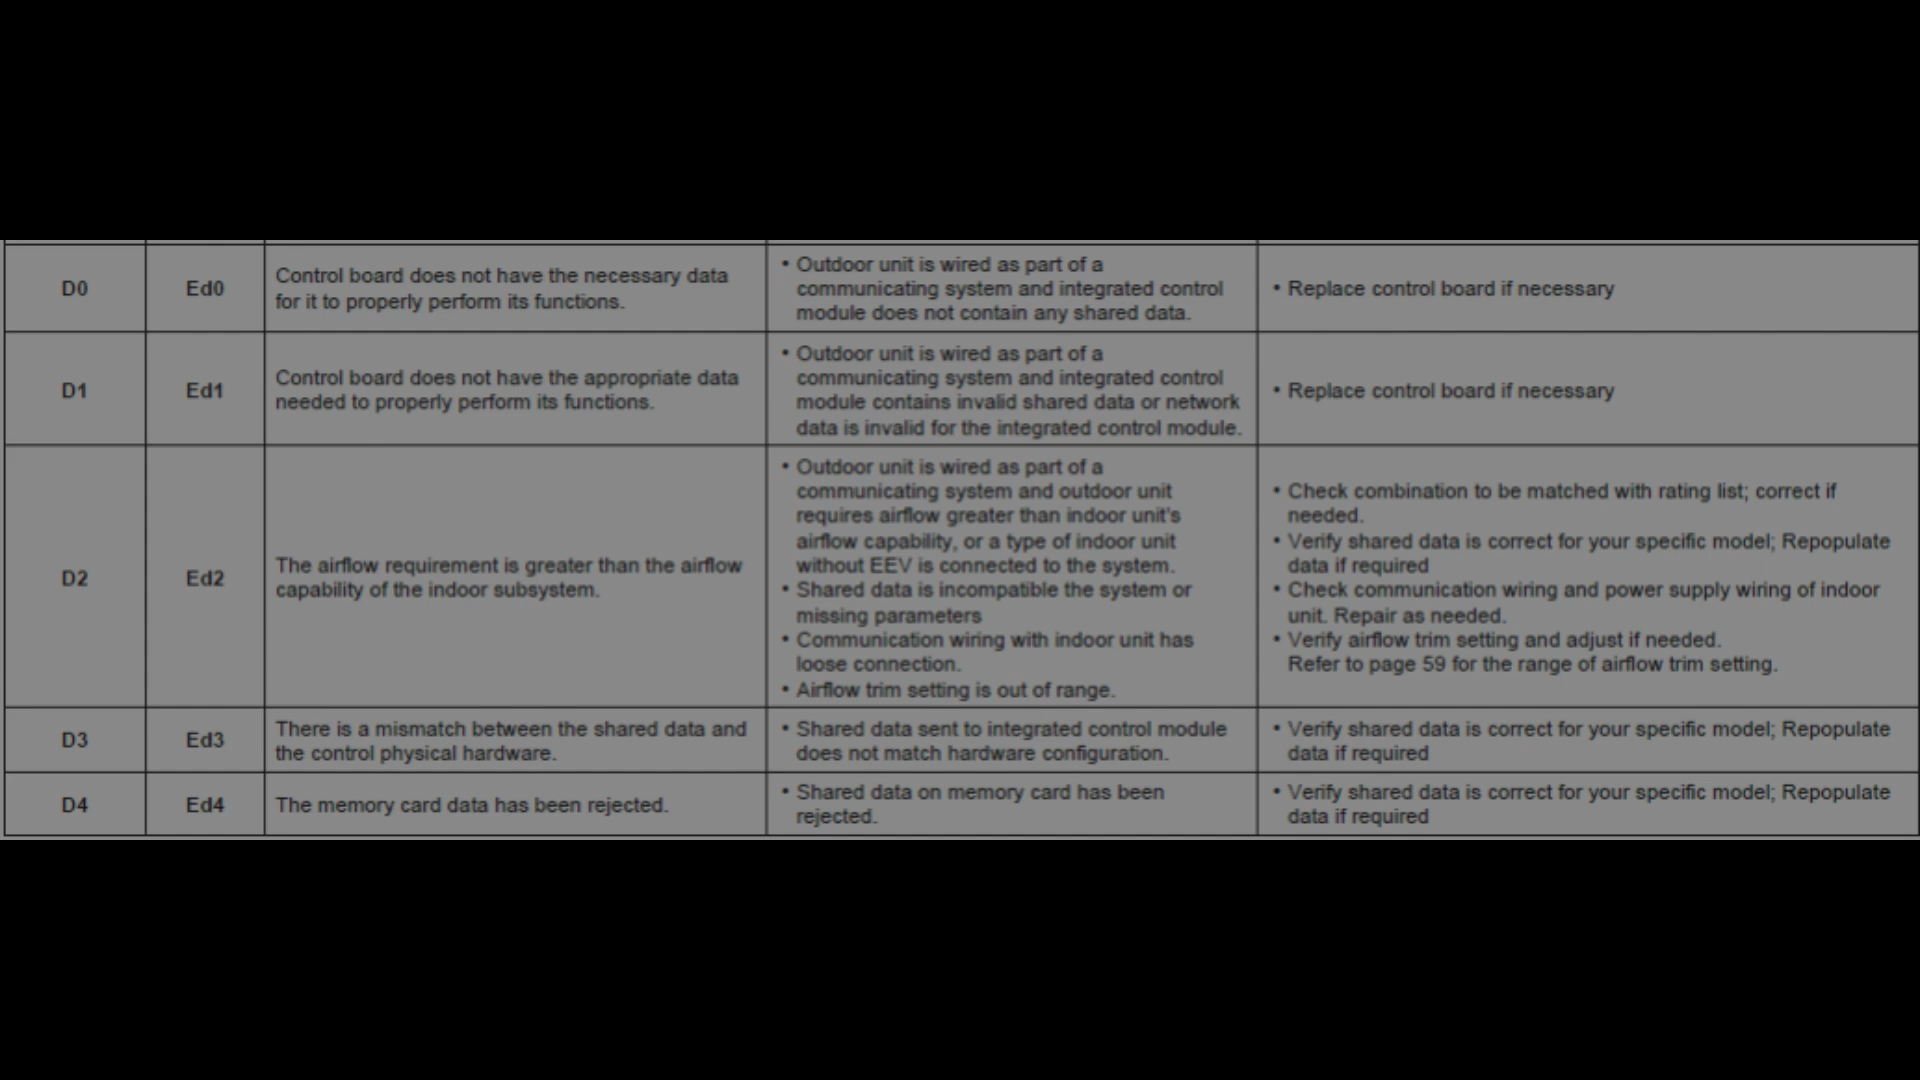 D0
Ed0
Control board does not have the necessary data
for it to properly perform its functions.
• Outdoor unit is wired as part of a
communicating system and integrated control
module does not contain any shared data.
• Replace control board if necessary
D1
Ed1
Control board does not have the appropriate data
needed to properly perform its functions.
• Outdoor unit is wired as part of a
communicating system and integrated control
module contains invalid shared data or network
data is invalid for the integrated control module.
• Replace control board if necessary
D2
Ed2
The airflow requirement is greater than the airflow
capability of the indoor subsystem.
• Outdoor unit is wired as part of a
communicating system and outdoor unit
requires airflow greater than indoor unit's
airflow capability, or a type of indoor unit
without EEV is connected to the system.
• Shared data is incompatible the system or
missing parameters
• Communication wiring with indoor unit has
loose connection.
• Airflow trim setting is out of range.
• Check combination to be matched with rating list; correct if
needed.
• Verify shared data is correct for your specific model; Repopulate
data if required
• Check communication wiring and power supply wiring of indoor
unit. Repair as needed.
• Verify airflow trim setting and adjust if needed.
Refer to page 59 for the range of airflow trim setting.
D3
Ed3
There is a mismatch between the shared data and
the control physical hardware.
• Shared data sent to integrated control module
does not match hardware configuration.
• Verify shared data is correct for your specific model; Repopulate
data if required
D4
Ed4
The memory card data has been rejected.
• Shared data on memory card has been
rejected.
• Verify shared data is correct for your specific model; Repopulate
data if required